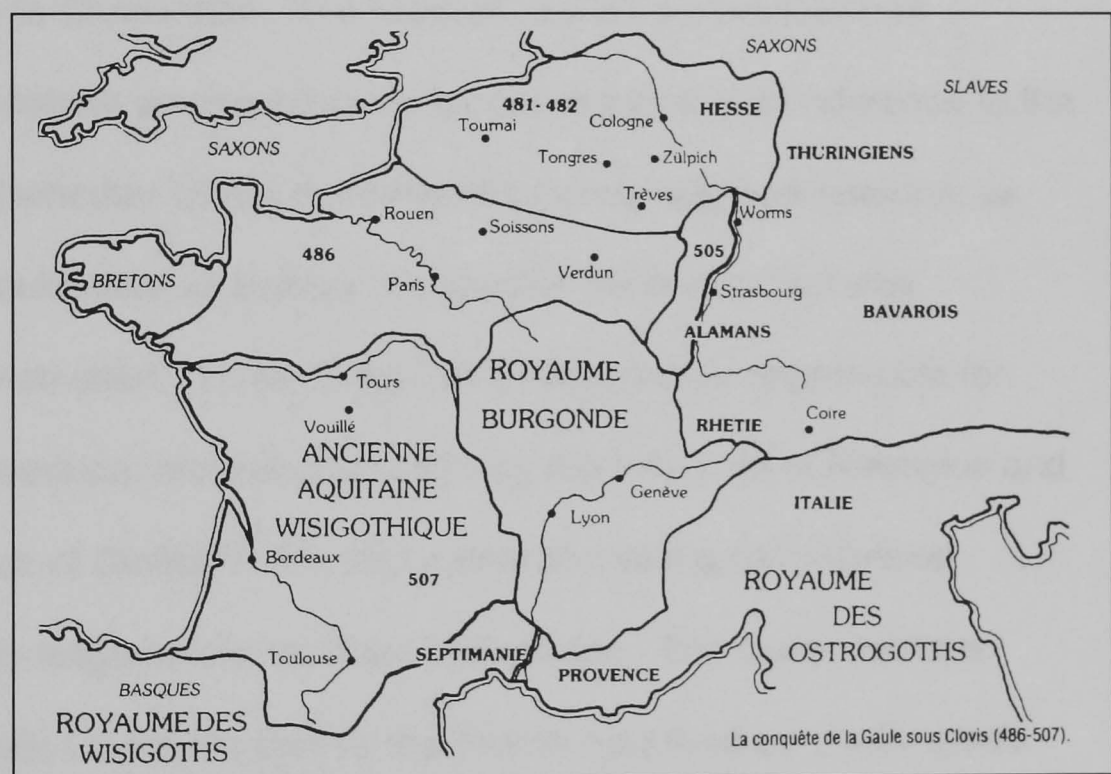 SAXONS
SLAVES
481-482
HESSE
Tournai
Cologne
SAXONS
THURINGIENS
Tongres
Zülpich
Trèves
Rouen
Worms
Soissons
486
505
Verdun
BRETONS
Paris
Strasbourg
BAVAROIS
ALAMANS
ROYAUME
BURGONDE
Tours
Vouillé
RHETIE
Coire
ANCIENNE
AQUITAINE
WISIGOTHIQUE
Genève
ITALIE
Lyon
Bordeaux
507
ROYAUME
DES
OSTROGOTHS
Toulouse
SEPTIMANIE
PROVENCE
BASQUES
ROYAUME DES
WISIGOTHS
La conquête de la Gaule sous Clovis (486-507).